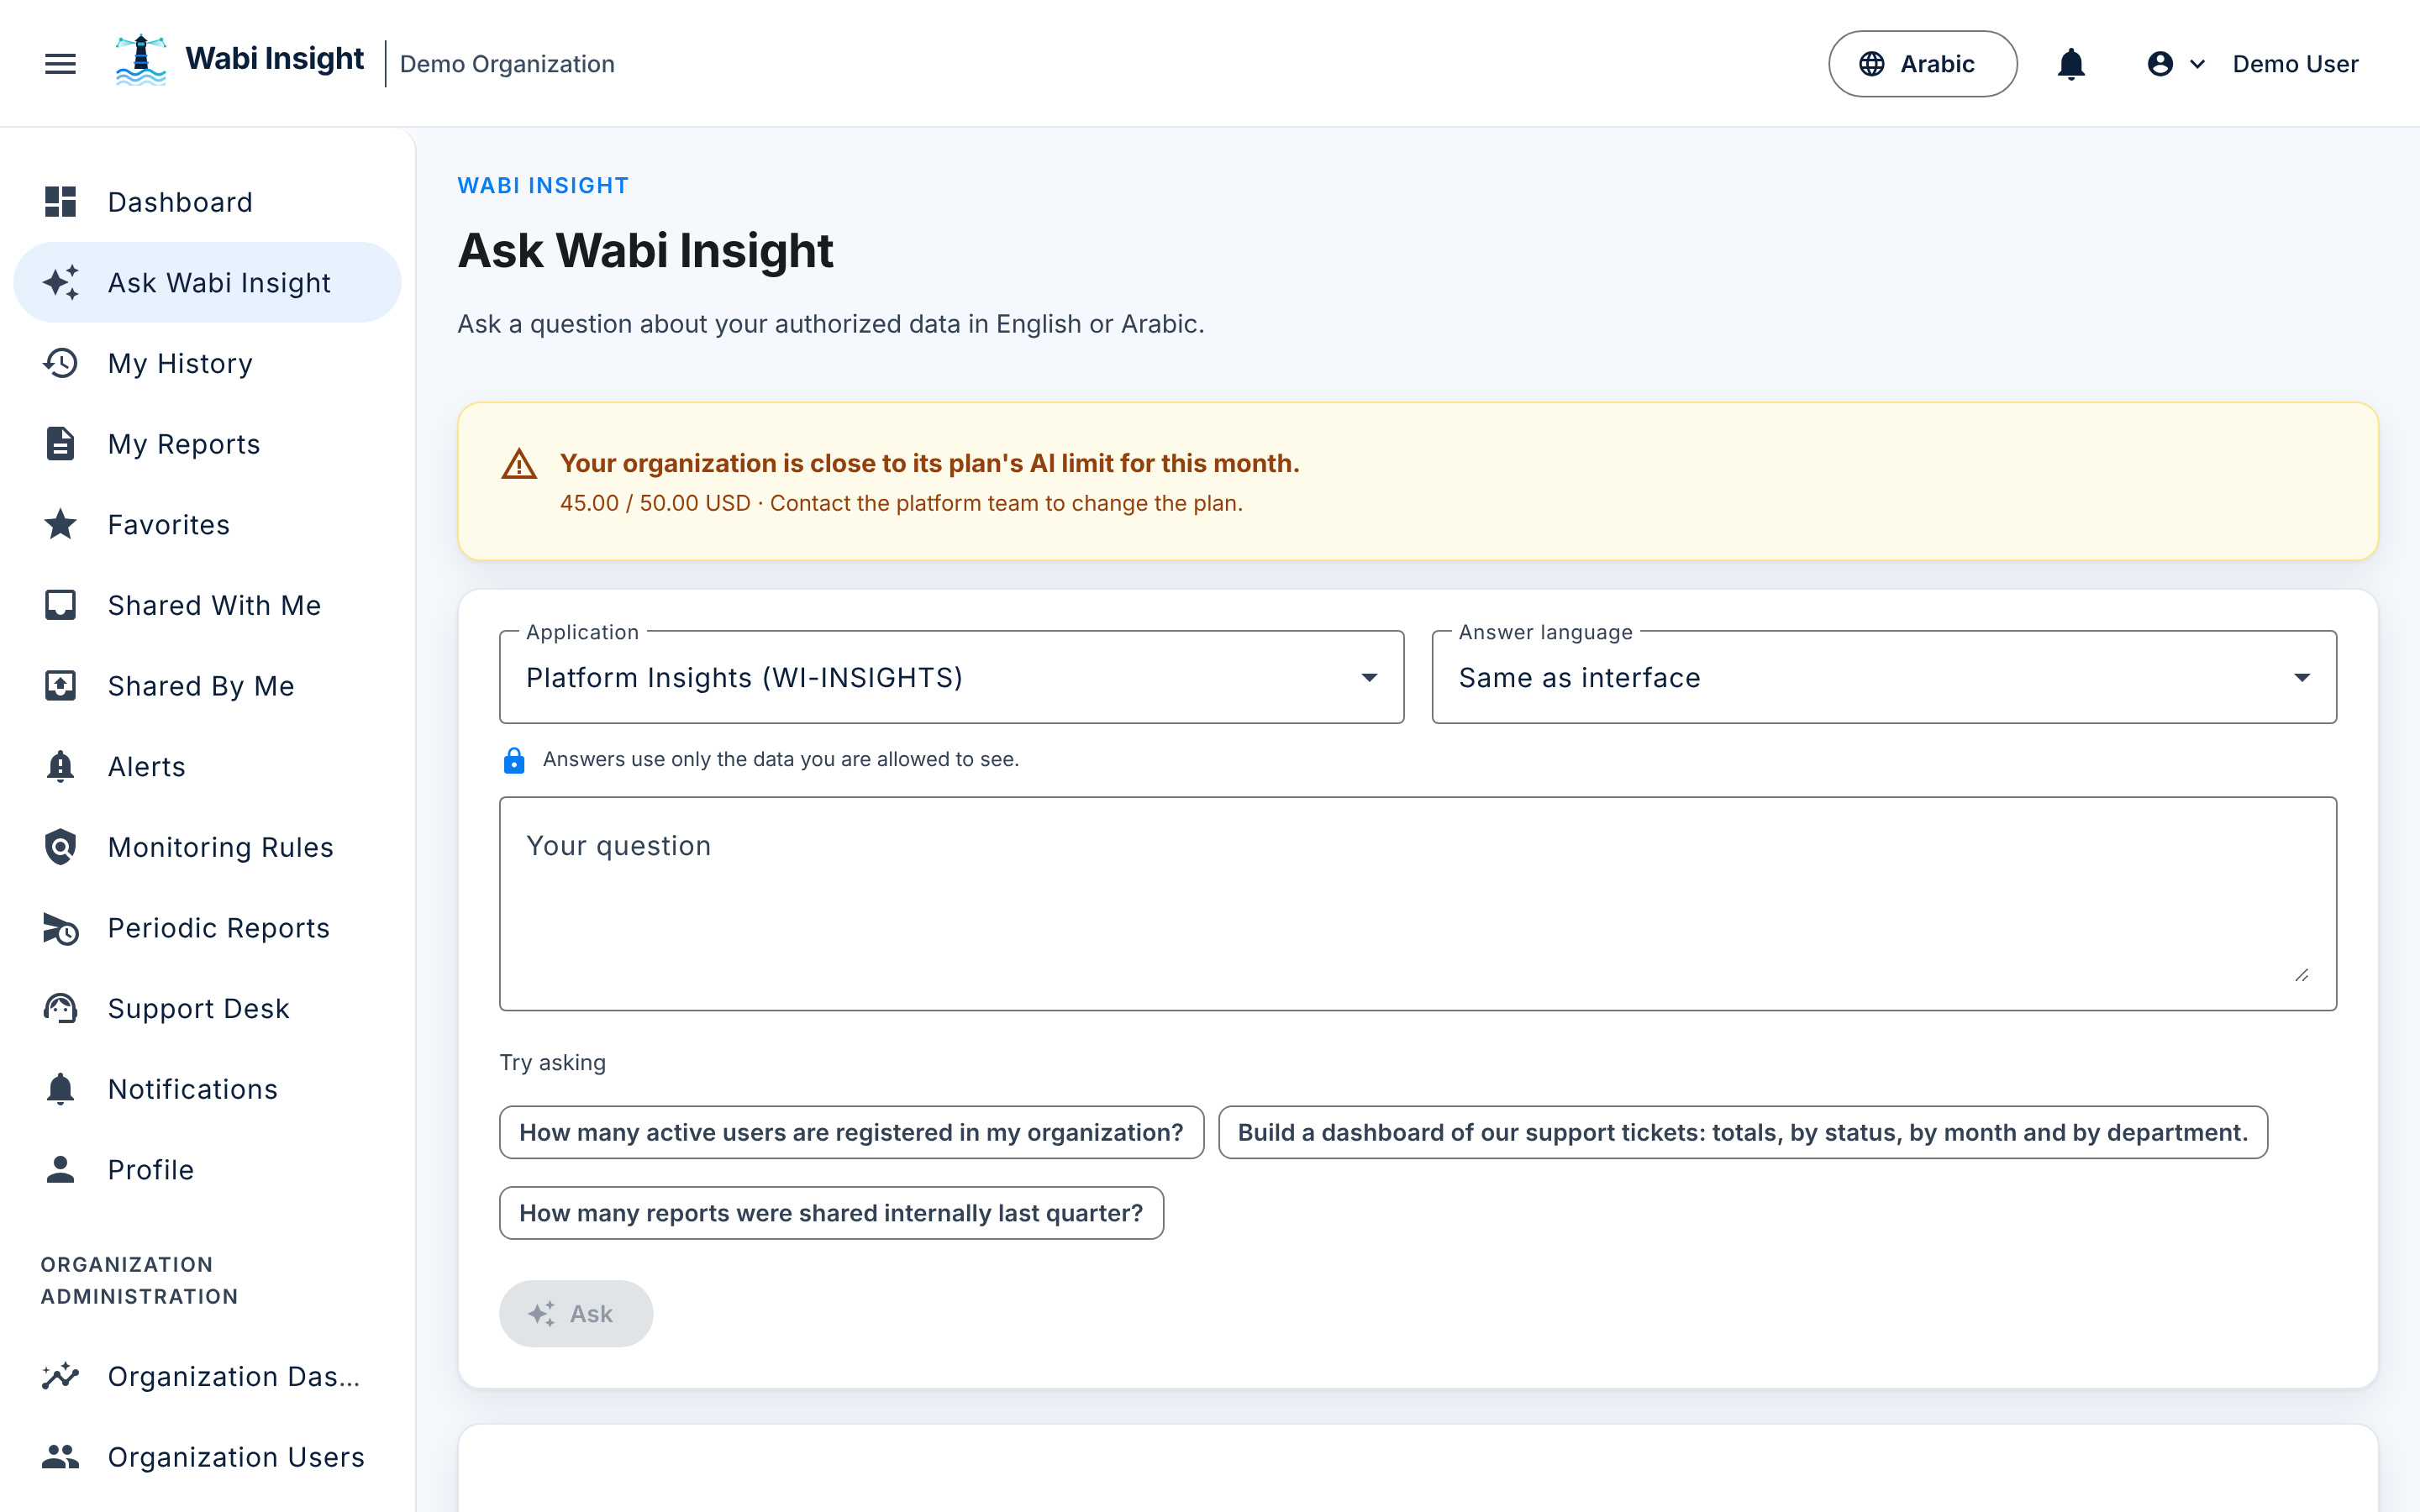 Wabi Insight
Demo Organization
Arabic
Demo User
Dashboard
Ask Wabi Insight
My History
My Reports
Favorites
Shared With Me
Shared By Me
Alerts
Monitoring Rules
Periodic Reports
Support Desk
Notifications
Profile
ORGANIZATION
ADMINISTRATION
Organization Das...
Organization Users
WABI INSIGHT
Ask Wabi Insight
Ask a question about your authorized data in English or Arabic.
Your organization is close to its plan's AI limit for this month.
45.00 / 50.00 USD · Contact the platform team to change the plan.
Application
Platform Insights (WI-INSIGHTS)
Answer language
Same as interface
Answers use only the data you are allowed to see.
Your question
Try asking
How many active users are registered in my organization?
Build a dashboard of our support tickets: totals, by status, by month and by department.
How many reports were shared internally last quarter?
Ask